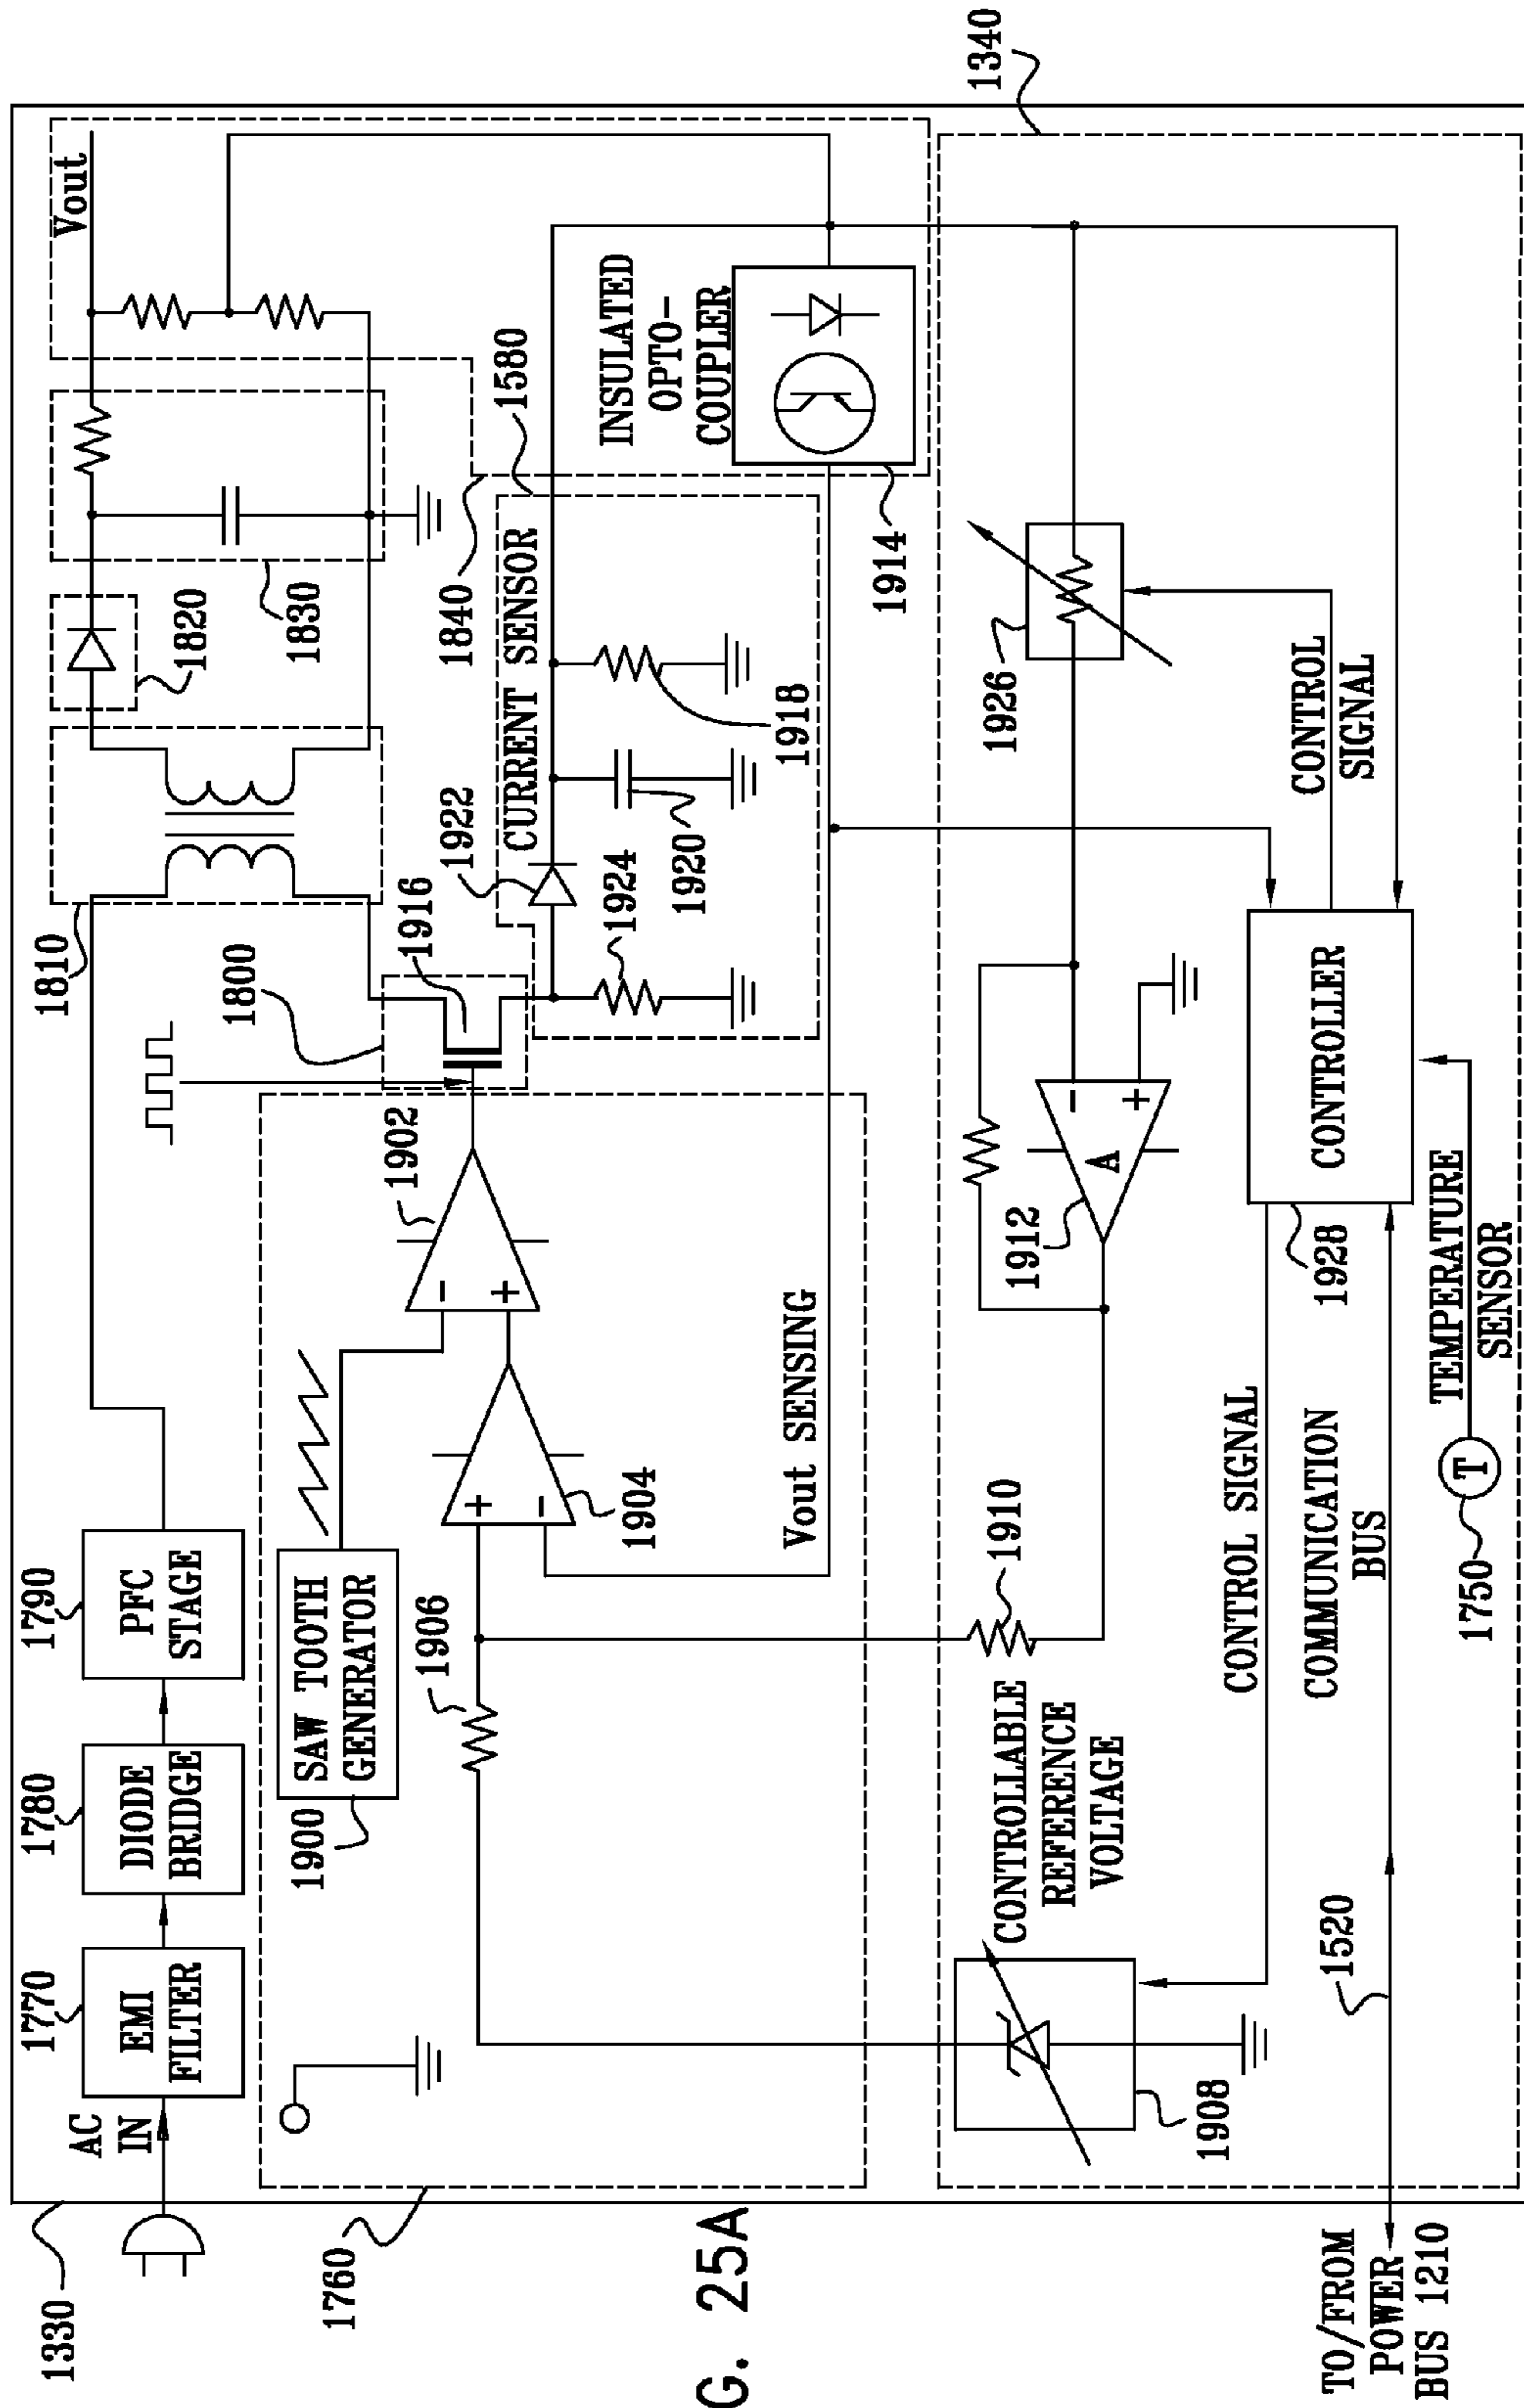 1330
AC
IN
1770
EMI
FILTER
1780
DIODE
BRIDGE
1790
PFC
STAGE
1810
1820
1830
Vout
1800
1916
1760
1900
SAW TOOTH
GENERATOR
1902
-
+
1904
+
-
1906
Vout SENSING
CURRENT SENSOR
1922
1924
1920
1918
1840
1580
INSULATED
OPTO-
COUPLER
1914
G. 25A
1340
CONTROLLABLE
REFERENCE
VOLTAGE
1908
1910
1912
A
-
+
1926
CONTROL
SIGNAL
CONTROL SIGNAL
CONTROLLER
1928
COMMUNICATION
BUS
1520
TO/FROM
POWER
BUS 1210
TEMPERATURE
SENSOR
T
1750